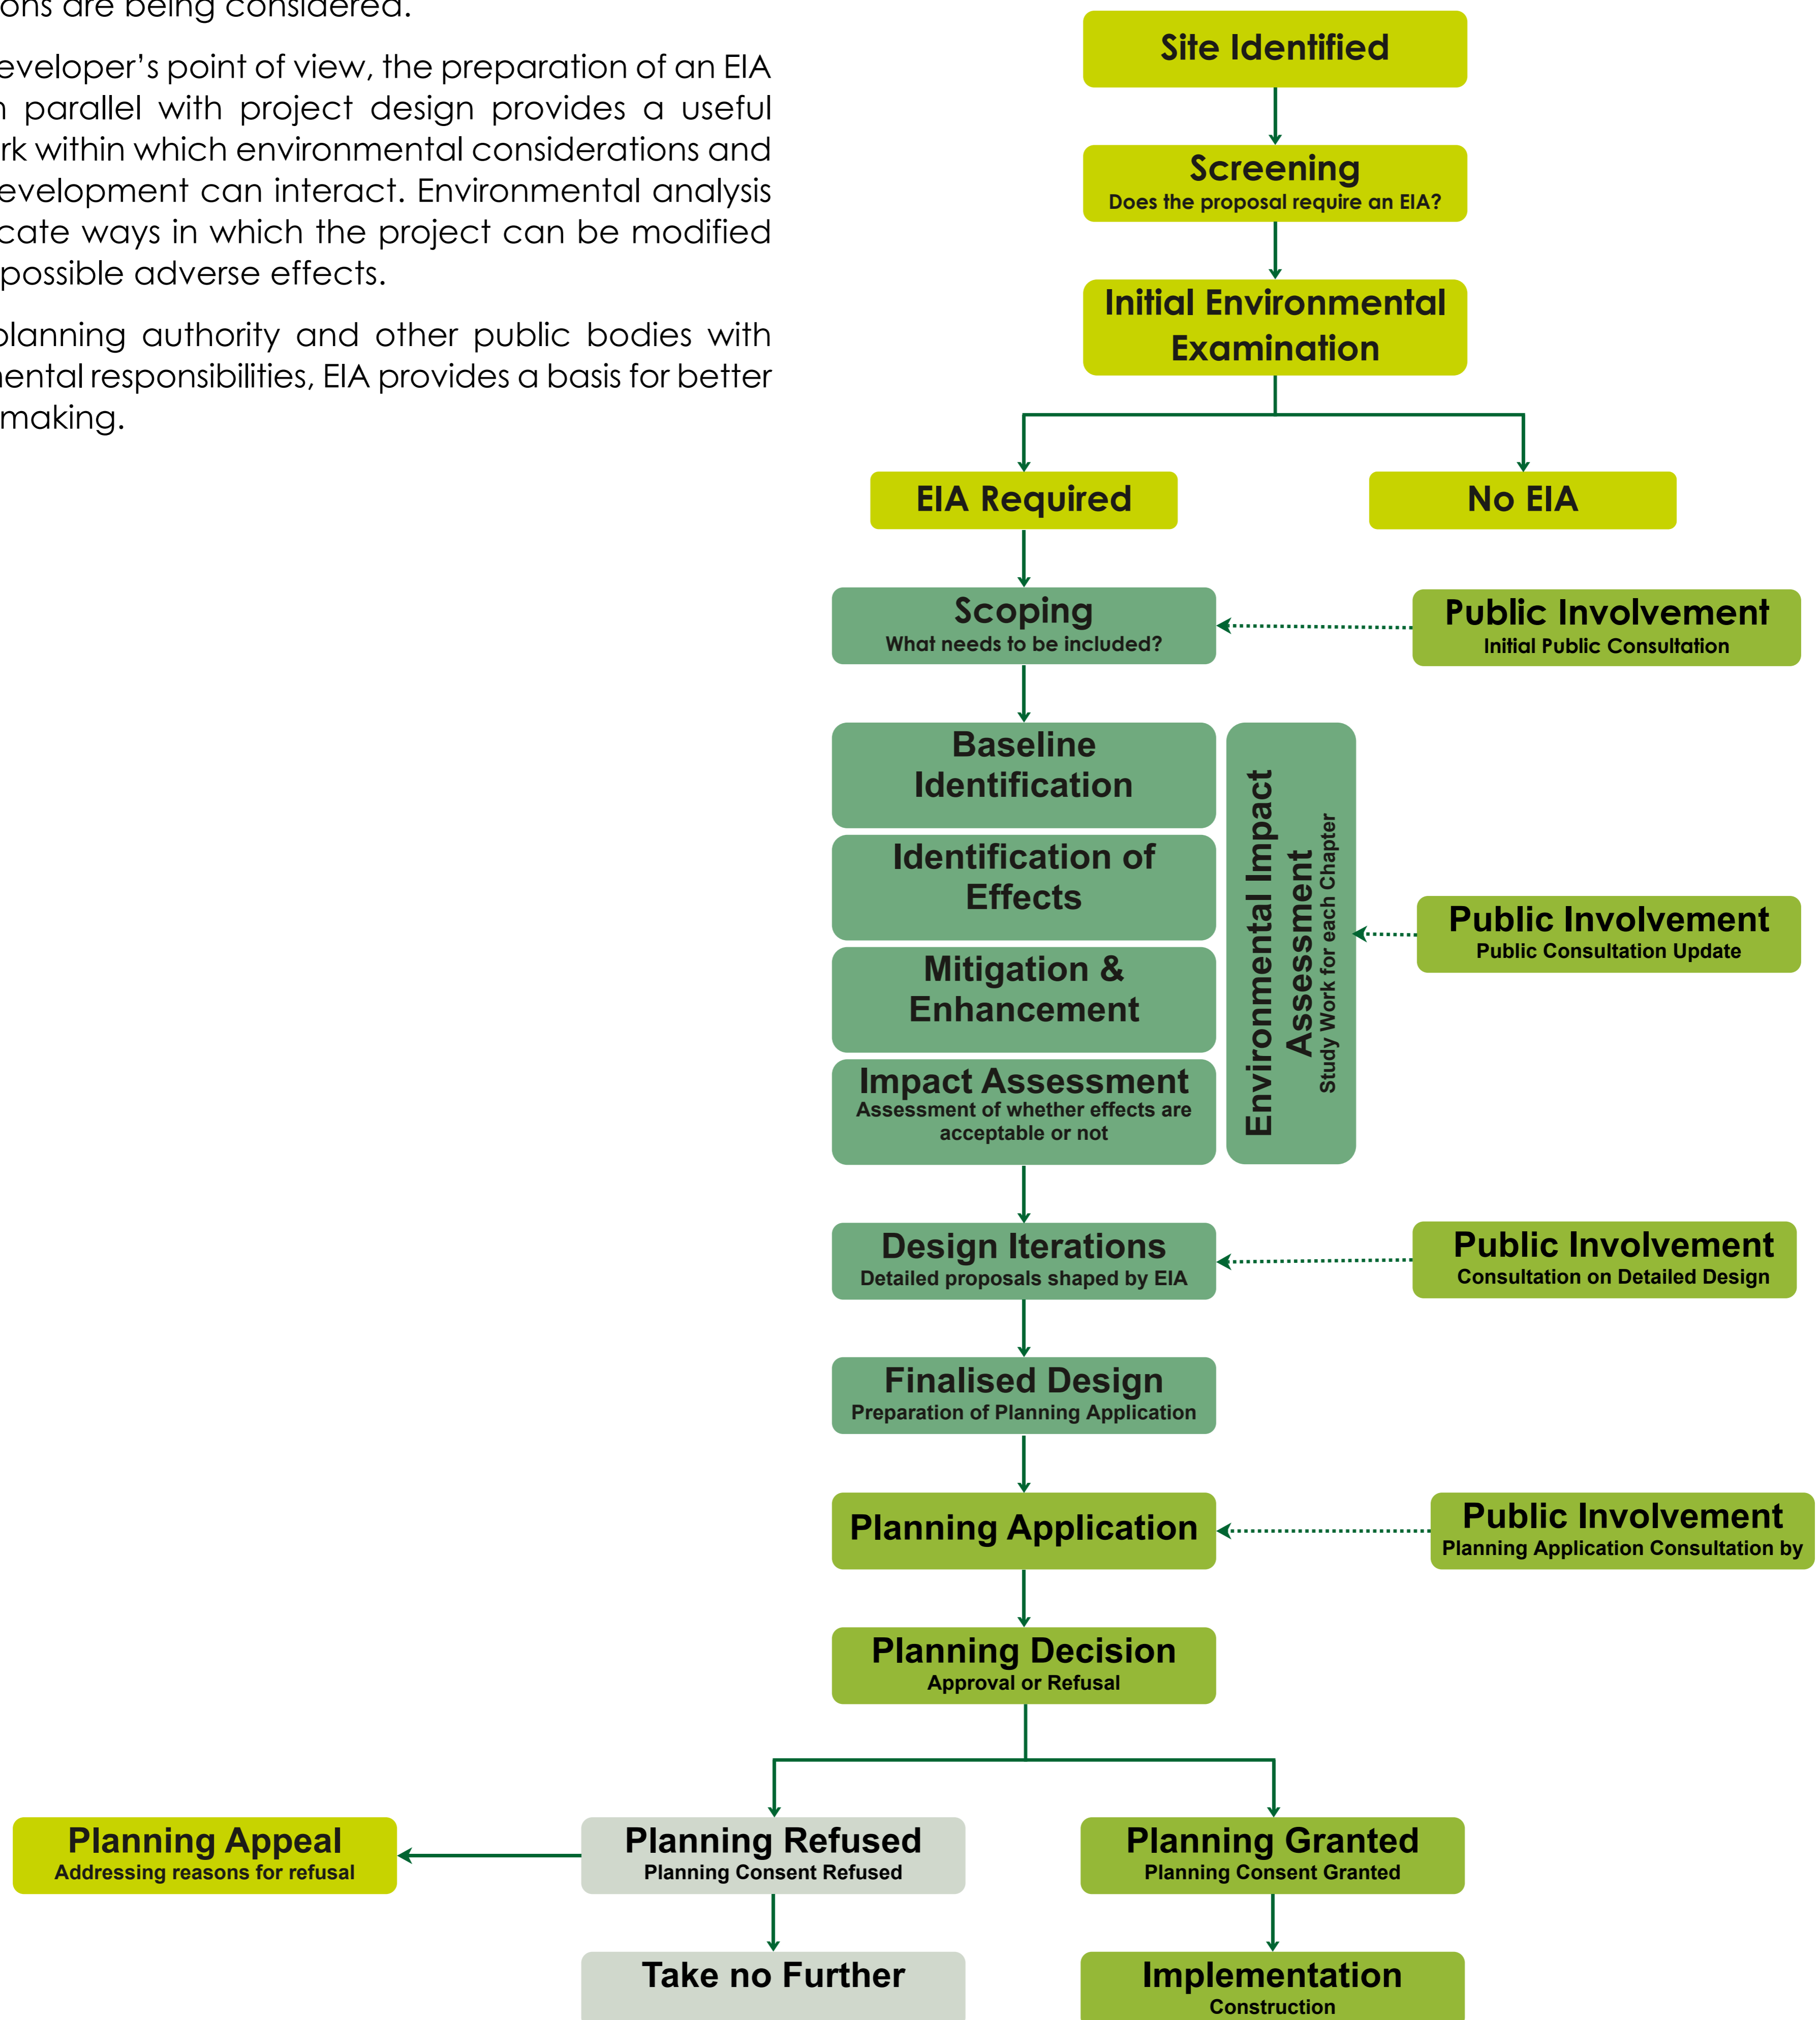 ons are being considered.
eveloper's point of view, the preparation of an EIA
n parallel with project design provides a useful
rk within which environmental considerations and
evelopment can interact. Environmental analysis
cate ways in which the project can be modified
possible adverse effects.
planning authority and other public bodies with
nental responsibilities, EIA provides a basis for better
making.
Site Identified
Screening
Does the proposal require an EIA?
Initial Environmental
Examination
EIA Required
No EIA
Scoping
What needs to be included?
Public Involvement
Initial Public Consultation
Baseline
Identification
Identification of
Effects
Mitigation &
Enhancement
Impact Assessment
Assessment of whether effects are
acceptable or not
Environmental Impact
Assessment
Study Work for each Chapter
Public Involvement
Public Consultation Update
Design Iterations
Detailed proposals shaped by EIA
Public Involvement
Consultation on Detailed Design
Finalised Design
Preparation of Planning Application
Planning Application
Public Involvement
Planning Application Consultation by
Planning Decision
Approval or Refusal
Planning Appeal
Addressing reasons for refusal
Planning Refused
Planning Consent Refused
Planning Granted
Planning Consent Granted
Take no Further
Implementation
Construction